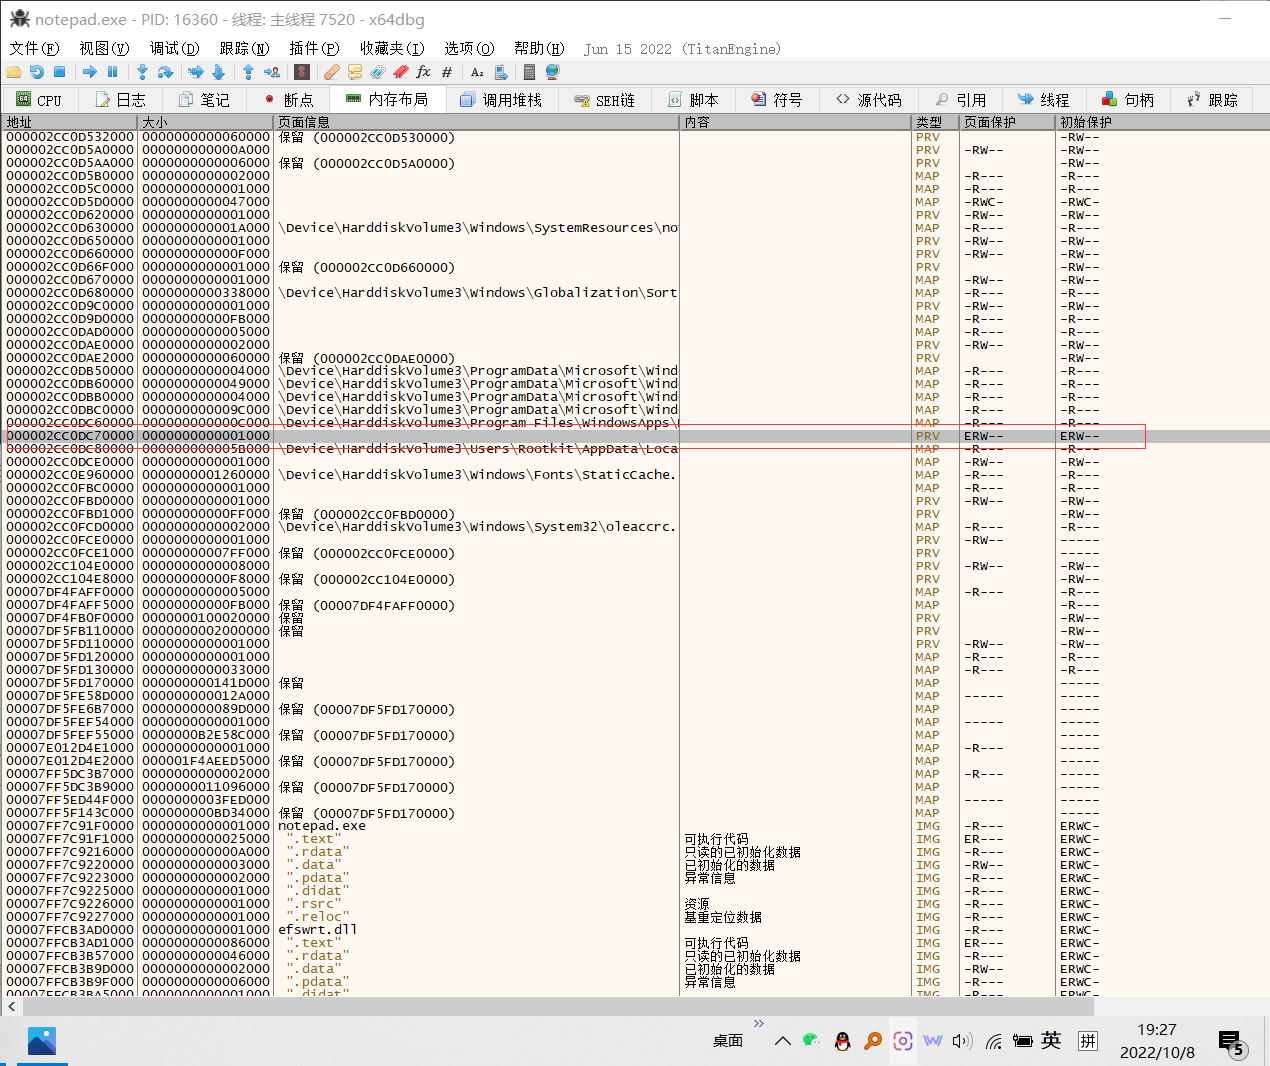 notepad.exe - PID: 16360 - 线程: 主线程 7520 - x64dbg
文件(F) 视图(V) 调试(D) 跟踪(N) 插件(P) 收藏夹(I) 选项(O) 帮助(H) Jun 15 2022 (TitanEngine)
CPU 日志 笔记 断点 内存布局 调用堆栈 SEH链 脚本 符号 源代码 引用 线程 句柄 跟踪
地址 大小 页面信息 内容 类型 页面保护 初始保护
000002CC0D532000 0000000000060000 保留 (000002CC0D530000) PRV -RW--
000002CC0D5A0000 000000000000A000 PRV -RW-- -RW--
000002CC0D5AA000 0000000000006000 保留 (000002CC0D5A0000) PRV -RW--
000002CC0D5B0000 0000000000002000 MAP -R--- -R---
000002CC0D5C0000 0000000000001000 MAP -R--- -R---
000002CC0D5D0000 0000000000047000 MAP -RWC- -RWC-
000002CC0D620000 0000000000001000 PRV -RW-- -RW--
000002CC0D630000 000000000001A000 \Device\HarddiskVolume3\Windows\SystemResources\no MAP -R--- -R---
000002CC0D650000 0000000000001000 PRV -RW-- -RW--
000002CC0D660000 000000000000F000 PRV -RW-- -RW--
000002CC0D66F000 0000000000001000 保留 (000002CC0D660000) PRV -RW--
000002CC0D670000 0000000000001000 MAP -RW-- -RW--
000002CC0D680000 0000000000338000 \Device\HarddiskVolume3\Windows\Globalization\Sort MAP -R--- -R---
000002CC0D9C0000 0000000000001000 PRV -RW-- -RW--
000002CC0D9D0000 00000000000FB000 MAP -R--- -R---
000002CC0DAD0000 0000000000005000 MAP -R--- -R---
000002CC0DAE0000 0000000000002000 PRV -RW-- -RW--
000002CC0DAE2000 0000000000060000 保留 (000002CC0DAE0000) PRV -RW--
000002CC0DB50000 0000000000004000 \Device\HarddiskVolume3\ProgramData\Microsoft\Wind MAP -R--- -R---
000002CC0DB60000 0000000000049000 \Device\HarddiskVolume3\ProgramData\Microsoft\Wind MAP -R--- -R---
000002CC0DBB0000 0000000000004000 \Device\HarddiskVolume3\ProgramData\Microsoft\Wind MAP -R--- -R---
000002CC0DBC0000 000000000009C000 \Device\HarddiskVolume3\ProgramData\Microsoft\Wind MAP -R--- -R---
000002CC0DC60000 000000000000C000 \Device\HarddiskVolume3\Program Files\WindowsApps\ MAP -R--- -R---
000002CC0DC70000 0000000000001000 PRV ERW-- ERW--
000002CC0DC80000 000000000005B000 \Device\HarddiskVolume3\Users\Rootkit\AppData\Loca MAP -R--- -R---
000002CC0DCE0000 0000000000001000 PRV -RW-- -RW--
000002CC0E960000 0000000001260000 \Device\HarddiskVolume3\Windows\Fonts\StaticCache. MAP -R--- -R---
000002CC0FBC0000 0000000000001000 MAP -R--- -R---
000002CC0FBD0000 0000000000001000 PRV -RW-- -RW--
000002CC0FBD1000 00000000000FF000 保留 (000002CC0FBD0000) PRV -RW--
000002CC0FCD0000 0000000000002000 \Device\HarddiskVolume3\Windows\System32\oleaccrc. MAP -R--- -R---
000002CC0FCE0000 0000000000001000 PRV -RW-- -----
000002CC0FCE1000 00000000007FF000 保留 (000002CC0FCE0000) PRV -----
000002CC104E0000 0000000000008000 PRV -RW-- -RW--
000002CC104E8000 00000000000F8000 保留 (000002CC104E0000) PRV -RW--
00007DF4FAFF0000 0000000000005000 MAP -R--- -R---
00007DF4FAFF5000 00000000000FB000 保留 (00007DF4FAFF0000) MAP -R---
00007DF4FB0F0000 0000000100020000 保留 PRV -RW--
00007DF5FB110000 0000000002000000 保留 PRV -RW--
00007DF5FD110000 0000000000001000 PRV -RW-- -RW--
00007DF5FD120000 0000000000001000 MAP -R--- -R---
00007DF5FD130000 0000000000033000 MAP -R--- -R---
00007DF5FD170000 000000000141D000 保留 MAP -----
00007DF5FE58D000 000000000012A000 MAP ----- -----
00007DF5FE6B7000 000000000089D000 保留 (00007DF5FD170000) MAP -----
00007DF5FEF54000 0000000000001000 MAP ----- -----
00007DF5FEF55000 0000000B2E58C000 保留 (00007DF5FD170000) MAP -----
00007E012D4E1000 0000000000001000 MAP -R--- -----
00007E012D4E2000 000001F4AEED5000 保留 (00007DF5FD170000) MAP -----
00007FF5DC3B7000 0000000000002000 MAP -R--- -----
00007FF5DC3B9000 0000000011096000 保留 (00007DF5FD170000) MAP -----
00007FF5ED44F000 0000000003FED000 MAP ----- -----
00007FF5F143C000 000000000BD34000 保留 (00007DF5FD170000) MAP -----
00007FF7C91F0000 0000000000001000 notepad.exe IMG -R--- ERWC-
00007FF7C91F1000 0000000000025000 ".text" 可执行代码 IMG ER--- ERWC-
00007FF7C9216000 000000000000A000 ".rdata" 只读的已初始化数据 IMG -R--- ERWC-
00007FF7C9220000 0000000000003000 ".data" 已初始化的数据 IMG -RW-- ERWC-
00007FF7C9223000 0000000000002000 ".pdata" 异常信息 IMG -R--- ERWC-
00007FF7C9225000 0000000000001000 ".didat" IMG -R--- ERWC-
00007FF7C9226000 0000000000001000 ".rsrc" 资源 IMG -R--- ERWC-
00007FF7C9227000 0000000000001000 ".reloc" 基重定位数据 IMG -R--- ERWC-
00007FFCB3AD0000 0000000000001000 efswrt.dll IMG -R--- ERWC-
00007FFCB3AD1000 0000000000086000 ".text" 可执行代码 IMG ER--- ERWC-
00007FFCB3B57000 0000000000046000 ".rdata" 只读的已初始化数据 IMG -R--- ERWC-
00007FFCB3B9D000 0000000000002000 ".data" 已初始化的数据 IMG -RW-- ERWC-
00007FFCB3B9F000 0000000000006000 ".pdata" 异常信息 IMG -R--- ERWC-
00007FFCB3BA5000 0000000000001000 ".didat" IMG -R--- ERWC-
桌面 英 拼 19:27
2022/10/8 5